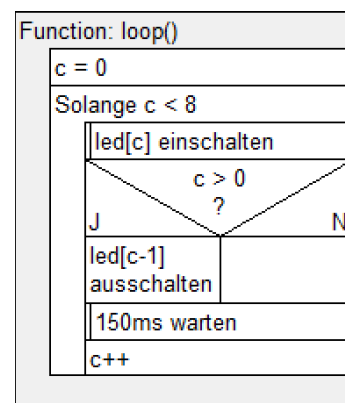 Function: loop()
c = 0
Solange c < 8
led[c] einschalten
c > 0
?
J
N
led[c-1]
ausschalten
150ms warten
c++